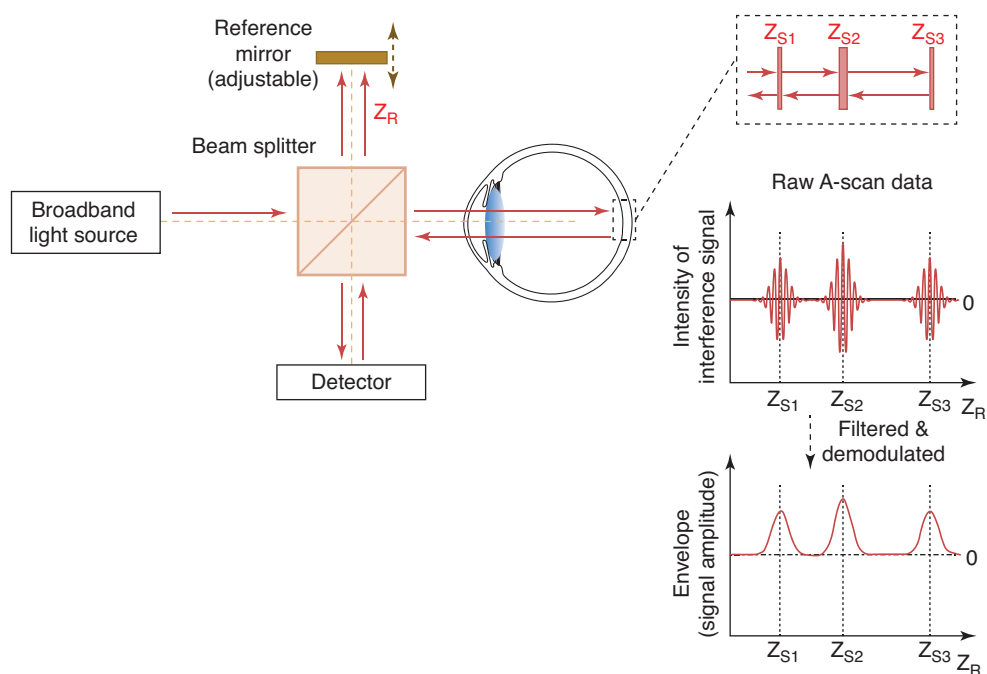 Reference
mirror
(adjustable)
Z_R
Beam splitter
Broadband
light source
Detector
Z_S1 Z_S2 Z_S3
Raw A-scan data
Intensity of
interference signal
0
Z_S1 Z_S2 Z_S3 Z_R
Filtered &
demodulated
Envelope
(signal amplitude)
0
Z_S1 Z_S2 Z_S3 Z_R